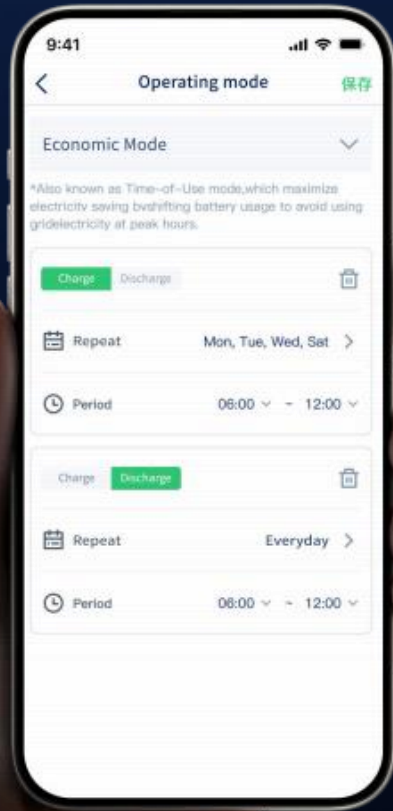 9:41
Operating mode
保存
Economic Mode
*Also known as Time-of-Use mode,which maximize
electricity saving bvshifting battery usage to avoid using
gridelectricity at peak hours.
Charge Discharge
Repeat Mon, Tue, Wed, Sat
Period 06:00 ~ 12:00
Charge Discharge
Repeat Everyday
Period 06:00 ~ 12:00